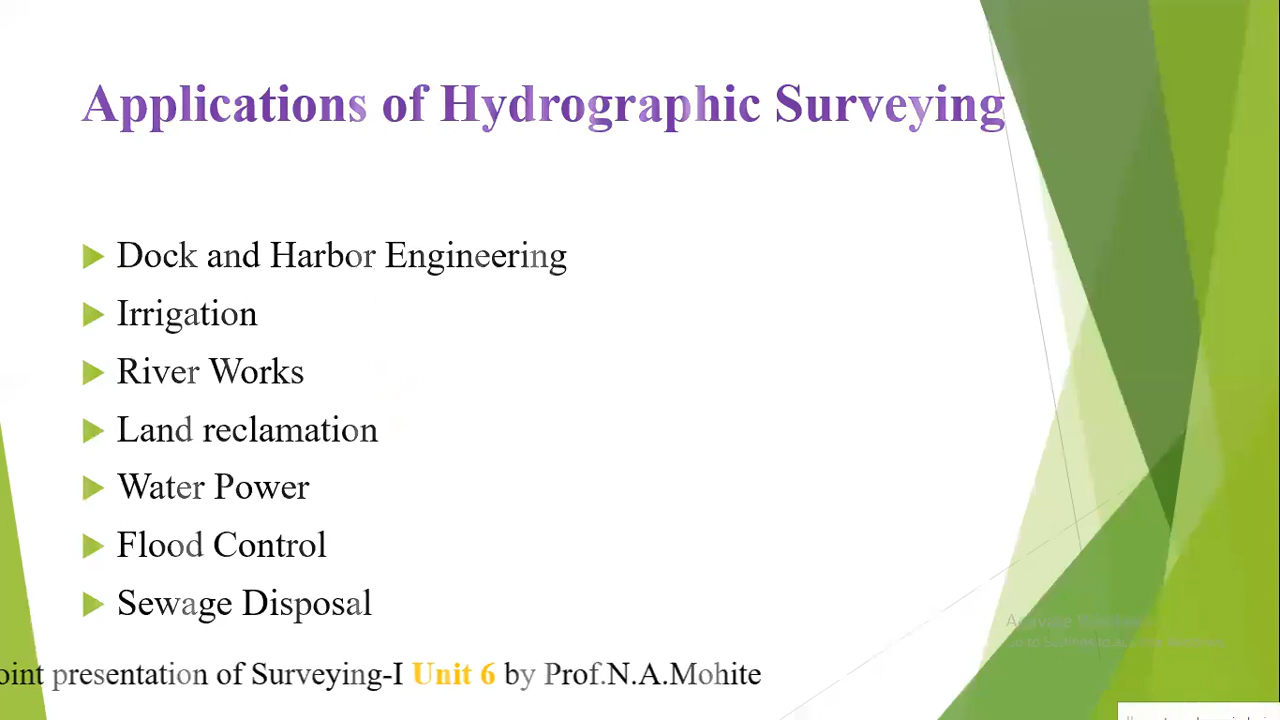 Applications of Hydrographic Surveying
Dock and Harbor Engineering
Irrigation
River Works
Land reclamation
Water Power
Flood Control
Sewage Disposal
oint presentation of Surveying-I Unit 6 by Prof.N.A.Mohite